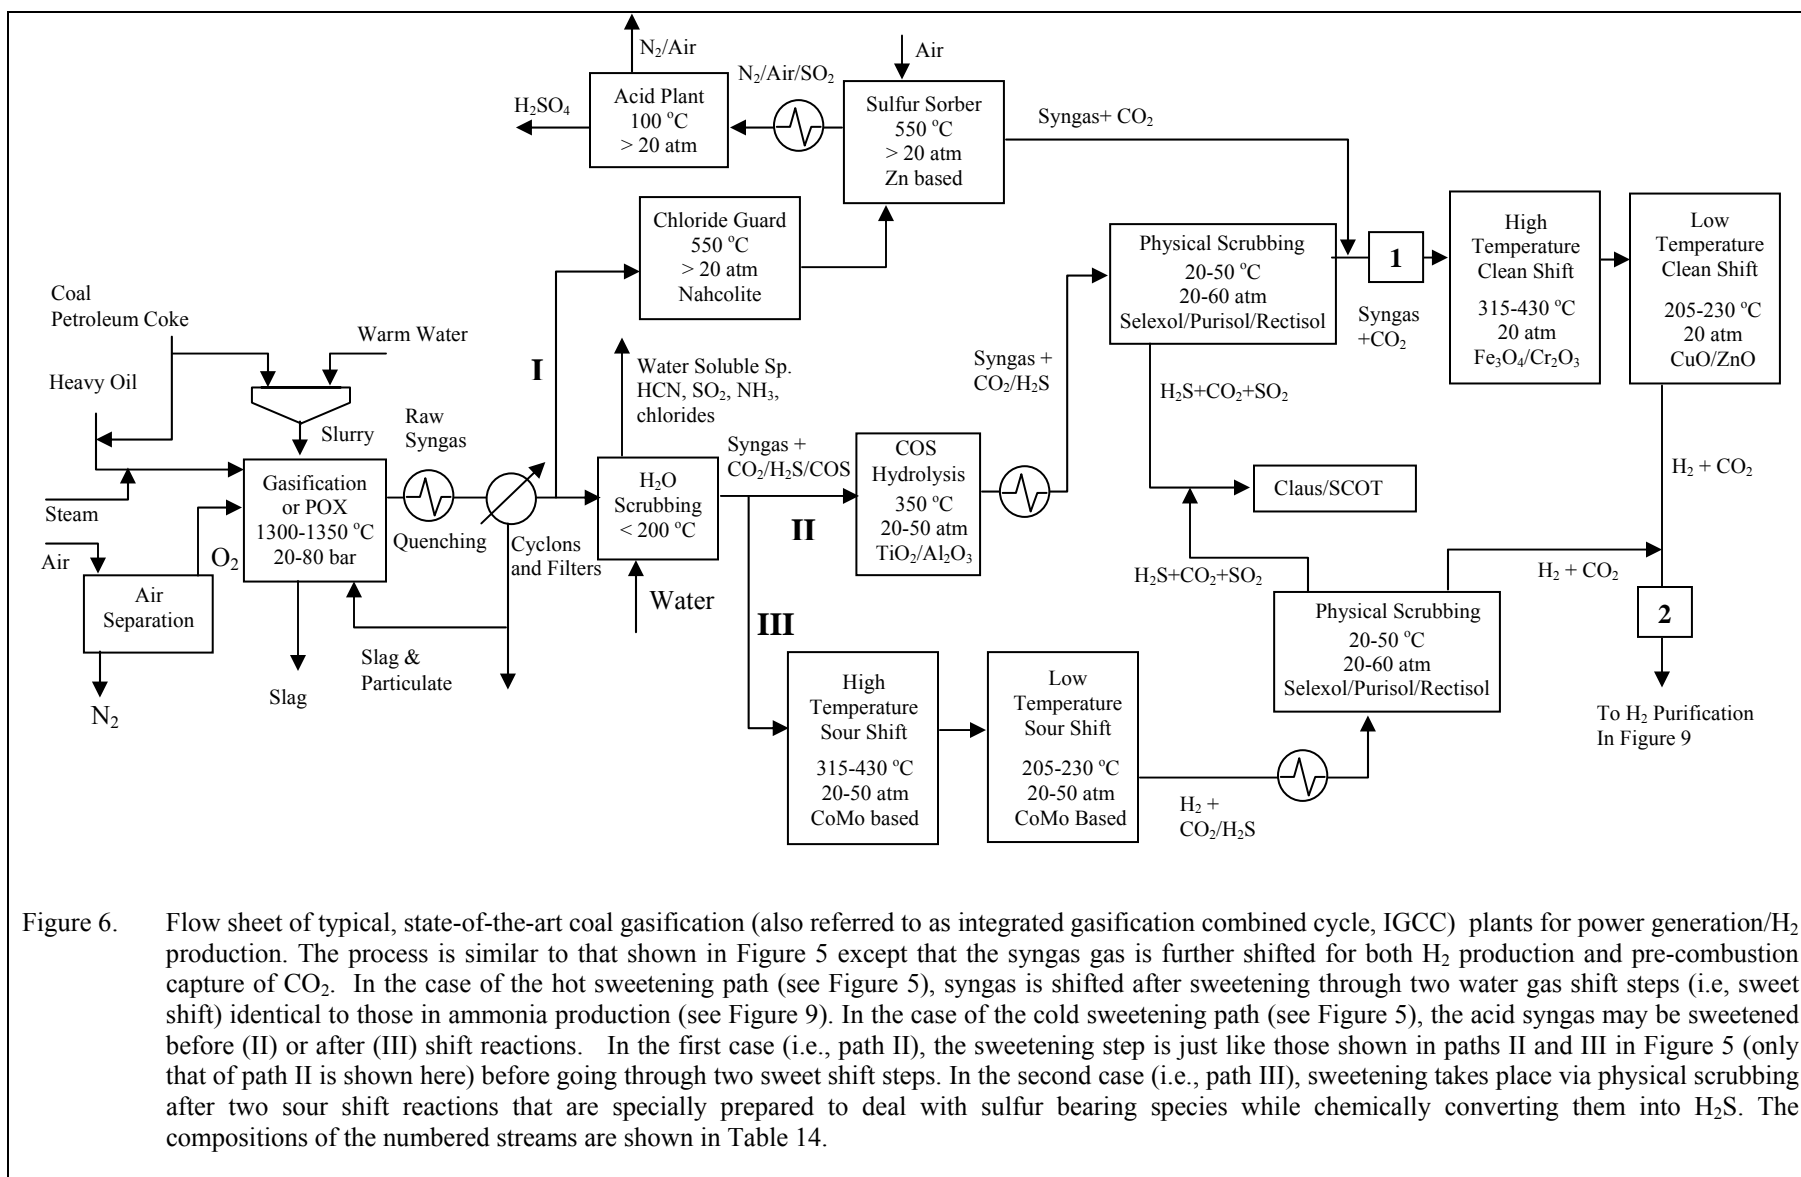 N₂/Air
Air
N₂/Air/SO₂
Acid Plant
100 °C
> 20 atm
H₂SO₄
Sulfur Sorber
550 °C
> 20 atm
Zn based
Syngas+ CO₂
Chloride Guard
550 °C
> 20 atm
Nahcolite
Physical Scrubbing
20-50 °C
20-60 atm
Selexol/Purisol/Rectisol
1
High
Temperature
Clean Shift
315-430 °C
20 atm
Fe₃O₄/Cr₂O₃
Low
Temperature
Clean Shift
205-230 °C
20 atm
CuO/ZnO
Syngas
+CO₂
Coal
Petroleum Coke
Warm Water
Heavy Oil
Slurry
Raw
Syngas
I
Water Soluble Sp.
HCN, SO₂, NH₃,
chlorides
Syngas +
CO₂/H₂S
H₂S+CO₂+SO₂
Syngas +
CO₂/H₂S/COS
COS
Hydrolysis
350 °C
20-50 atm
TiO₂/Al₂O₃
II
Claus/SCOT
H₂ + CO₂
Gasification
or POX
1300-1350 °C
20-80 bar
Steam
Air
O₂
Quenching
Cyclons
and Filters
H₂O
Scrubbing
< 200 °C
Water
Air
Separation
N₂
Slag
Slag &
Particulate
III
H₂S+CO₂+SO₂
H₂ + CO₂
Physical Scrubbing
20-50 °C
20-60 atm
Selexol/Purisol/Rectisol
2
To H₂ Purification
In Figure 9
High
Temperature
Sour Shift
315-430 °C
20-50 atm
CoMo based
Low
Temperature
Sour Shift
205-230 °C
20-50 atm
CoMo Based
H₂ +
CO₂/H₂S
Figure 6. Flow sheet of typical, state-of-the-art coal gasification (also referred to as integrated gasification combined cycle, IGCC) plants for power generation/H₂
production. The process is similar to that shown in Figure 5 except that the syngas gas is further shifted for both H₂ production and pre-combustion
capture of CO₂. In the case of the hot sweetening path (see Figure 5), syngas is shifted after sweetening through two water gas shift steps (i.e, sweet
shift) identical to those in ammonia production (see Figure 9). In the case of the cold sweetening path (see Figure 5), the acid syngas may be sweetened
before (II) or after (III) shift reactions. In the first case (i.e., path II), the sweetening step is just like those shown in paths II and III in Figure 5 (only
that of path II is shown here) before going through two sweet shift steps. In the second case (i.e., path III), sweetening takes place via physical scrubbing
after two sour shift reactions that are specially prepared to deal with sulfur bearing species while chemically converting them into H₂S. The
compositions of the numbered streams are shown in Table 14.